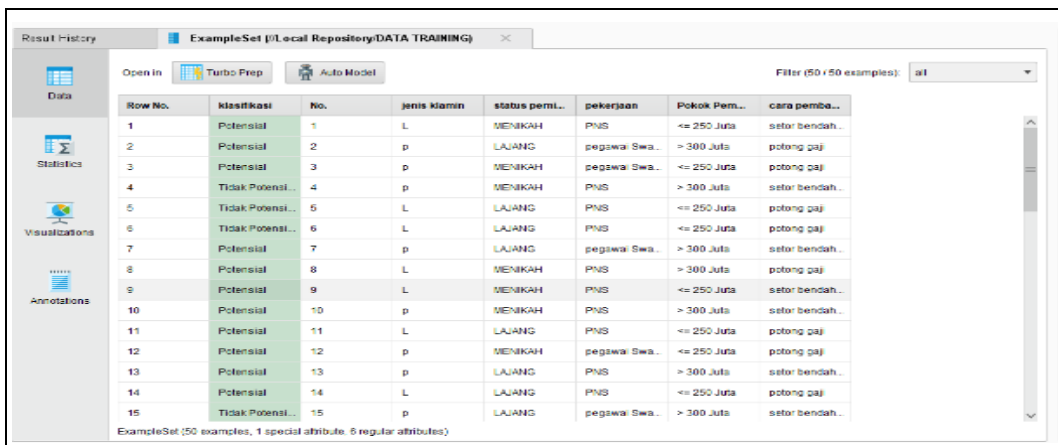 Result History ExampleSet (//Local Repository/DATA TRAINING)
Open in Turbo Prep Auto Model Filter (50 / 50 examples): all
Data
Statistics
Visualizations
Annotations
Row No. klasifikasi No. jenis klamin status perni... pekerjaan Pokok Pem... cara pemba...
1 Potensial 1 L MENIKAH PNS <= 250 Juta setor bendah...
2 Potensial 2 p LAJANG pegawai Swa... > 300 Juta potong gaji
3 Potensial 3 p MENIKAH pegawai Swa... <= 250 Juta potong gaji
4 Tidak Potensi... 4 p MENIKAH PNS > 300 Juta potong gaji
5 Tidak Potensi... 5 L LAJANG PNS <= 250 Juta potong gaji
6 Tidak Potensi... 6 L LAJANG PNS <= 250 Juta potong gaji
7 Potensial 7 p LAJANG pegawai Swa... > 300 Juta setor bendah...
8 Potensial 8 L MENIKAH PNS > 300 Juta potong gaji
9 Potensial 9 L MENIKAH PNS <= 250 Juta setor bendah...
10 Potensial 10 p MENIKAH PNS > 300 Juta setor bendah...
11 Potensial 11 L LAJANG PNS <= 250 Juta potong gaji
12 Potensial 12 p MENIKAH pegawai Swa... <= 250 Juta potong gaji
13 Potensial 13 p LAJANG PNS > 300 Juta setor bendah...
14 Potensial 14 L LAJANG PNS <= 250 Juta potong gaji
15 Tidak Potensi... 15 p LAJANG pegawai Swa... > 300 Juta setor bendah...
ExampleSet (50 examples, 1 special attribute, 6 regular attributes)